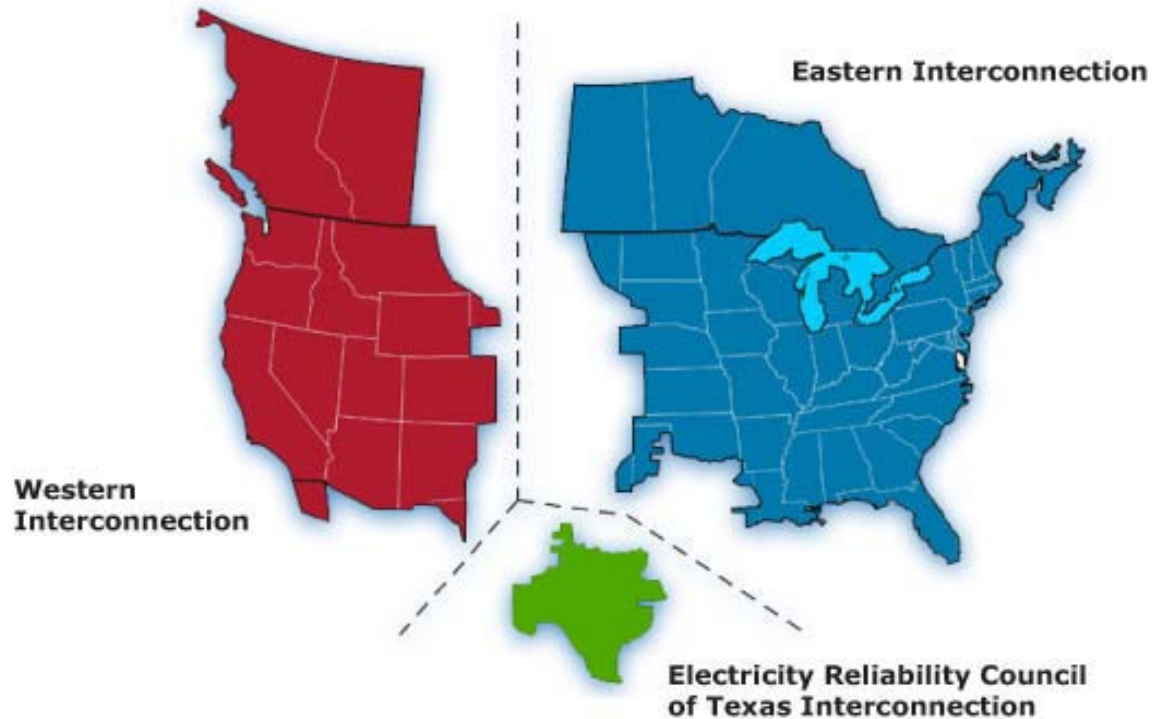 Eastern Interconnection
Western
Interconnection
Electricity Reliability Council
of Texas Interconnection